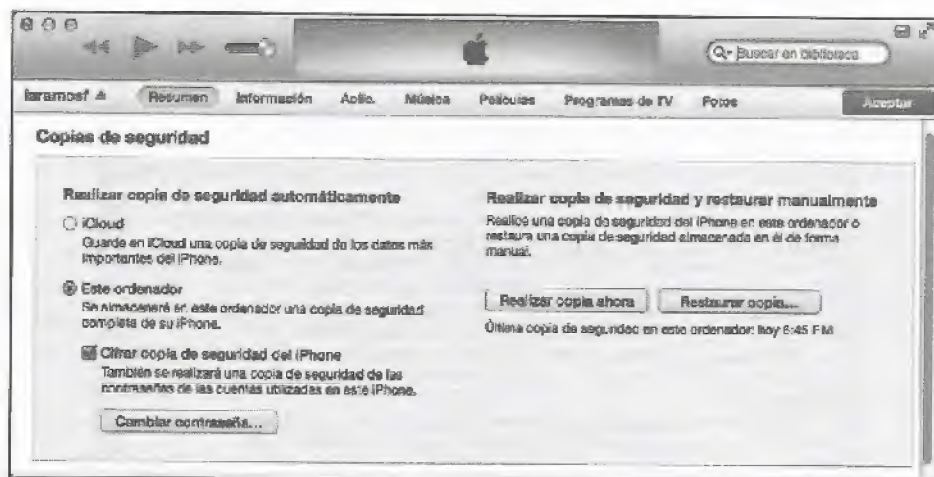 Buscar en biblioteca
laramosf
Resumen Información Aplic. Música Películas Programas de TV Fotos Aceptar
Copias de seguridad
Realizar copia de seguridad automáticamente
iCloud
Guarde en iCloud una copia de seguridad de los datos más
importantes del iPhone.
Este ordenador
Se almacenará en este ordenador una copia de seguridad
completa de su iPhone.
Cifrar copia de seguridad del iPhone
También se realizará una copia de seguridad de las
contraseñas de las cuentas utilizadas en este iPhone.
Cambiar contraseña...
Realizar copia de seguridad y restaurar manualmente
Realice una copia de seguridad del iPhone en este ordenador o
restaura una copia de seguridad almacenada en él de forma
manual.
Realizar copia ahora Restaurar copia...
Última copia de seguridad en este ordenador: hoy 6:45 PM